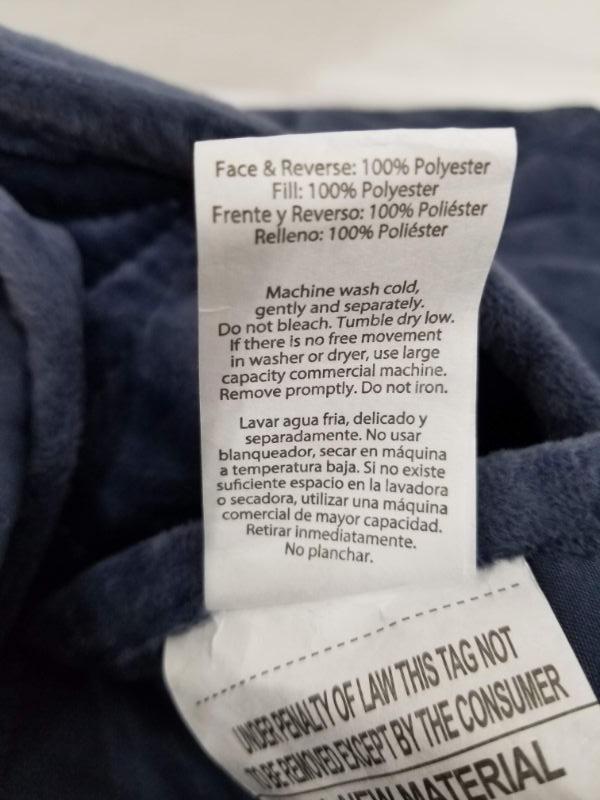 Face & Reverse: 100% Polyester
Fill: 100% Polyester
Frente y Reverso: 100% Poliéster
Relleno: 100% Poliéster
Machine wash cold,
gently and separately.
Do not bleach. Tumble dry low.
If there is no free movement
in washer or dryer, use large
capacity commercial machine.
Remove promptly. Do not iron.
Lavar agua fria, delicado y
separadamente. No usar
blanqueador, secar en máquina
a temperatura baja. Si no existe
suficiente espacio en la lavadora
o secadora, utilizar una máquina
comercial de mayor capacidad.
Retirar inmediatamente.
No planchar.
UNDER PENALTY OF LAW THIS TAG NOT
TO BE REMOVED EXCEPT BY THE CONSUMER
NEW MATERIAL